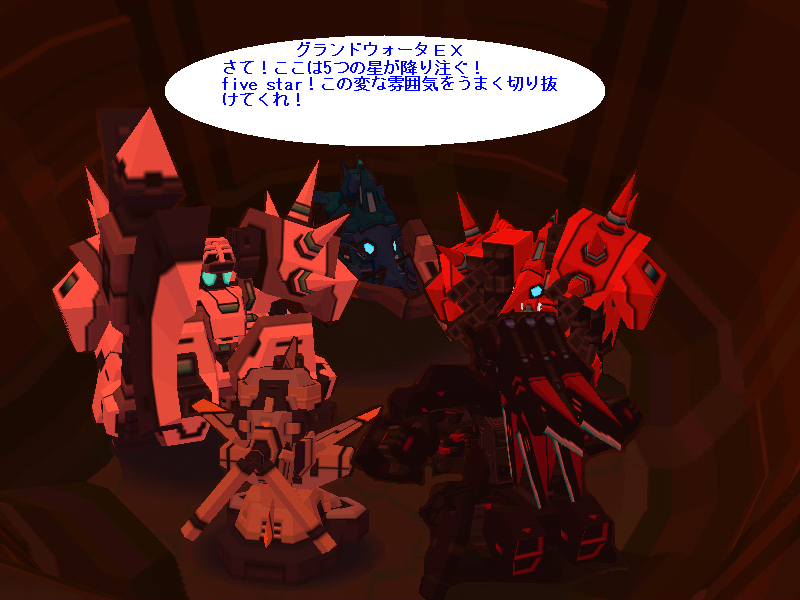 グランドウォータＥＸ
さて！ここは5つの星が降り注ぐ！
five star！この変な雰囲気をうまく切り抜
けてくれ！